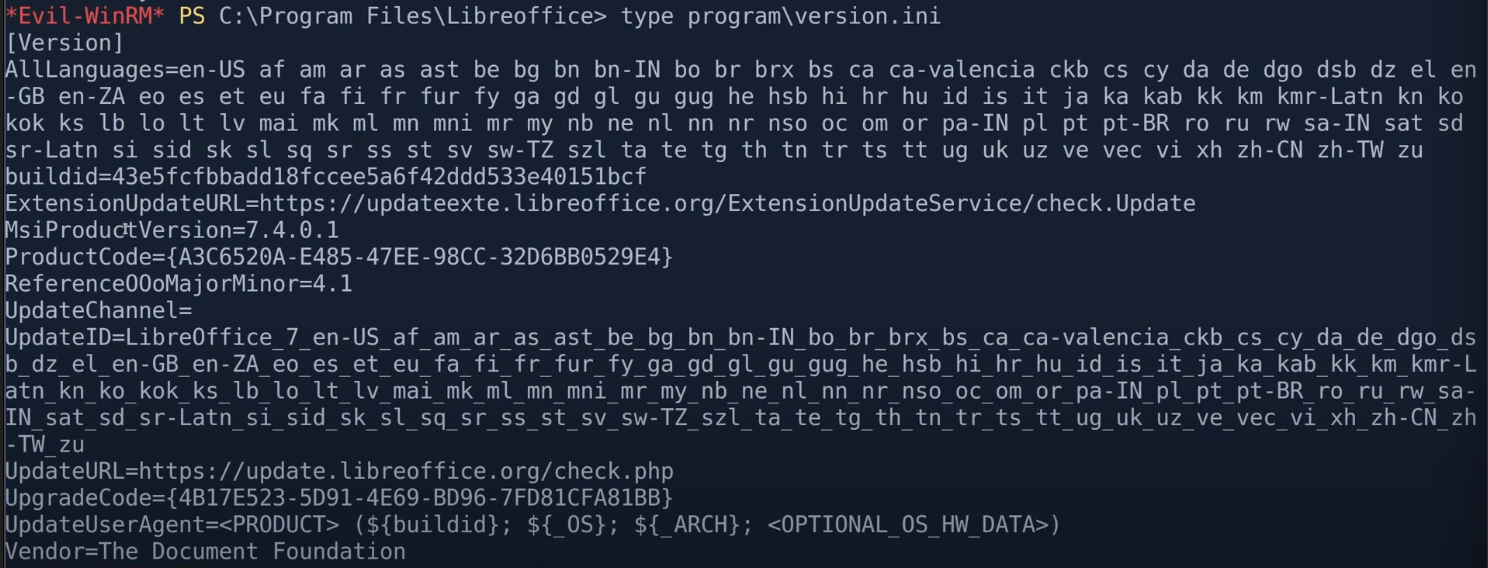 *Evil-WinRM* PS C:\Program Files\Libreoffice> type program\version.ini
[Version]
AllLanguages=en-US af am ar as ast be bg bn bn-IN bo br brx bs ca ca-valencia ckb cs cy da de dgo dsb dz el en
-GB en-ZA eo es et eu fa fi fr fur fy ga gd gl gu gug he hsb hi hr hu id is it ja ka kab kk km kmr-Latn kn ko
kok ks lb lo lt lv mai mk ml mn mni mr my nb ne nl nn nr nso oc om or pa-IN pl pt pt-BR ro ru rw sa-IN sat sd
sr-Latn si sid sk sl sq sr ss st sv sw-TZ szl ta te tg th tn tr ts tt ug uk uz ve vec vi xh zh-CN zh-TW zu
buildid=43e5fcfbbadd18fccee5a6f42ddd533e40151bcf
ExtensionUpdateURL=https://updateexte.libreoffice.org/ExtensionUpdateService/check.Update
MsiProductVersion=7.4.0.1
ProductCode={A3C6520A-E485-47EE-98CC-32D6BB0529E4}
ReferenceOOoMajorMinor=4.1
UpdateChannel=
UpdateID=LibreOffice_7_en-US_af_am_ar_as_ast_be_bg_bn_bn-IN_bo_br_brx_bs_ca_ca-valencia_ckb_cs_cy_da_de_dgo_ds
b_dz_el_en-GB_en-ZA_eo_es_et_eu_fa_fi_fr_fur_fy_ga_gd_gl_gu_gug_he_hsb_hi_hr_hu_id_is_it_ja_ka_kab_kk_km_kmr-L
atn_kn_ko_kok_ks_lb_lo_lt_lv_mai_mk_ml_mn_mni_mr_my_nb_ne_nl_nn_nr_nso_oc_om_or_pa-IN_pl_pt_pt-BR_ro_ru_rw_sa-
IN_sat_sd_sr-Latn_si_sid_sk_sl_sq_sr_ss_st_sv_sw-TZ_szl_ta_te_tg_th_tn_tr_ts_tt_ug_uk_uz_ve_vec_vi_xh_zh-CN_zh
-TW_zu
UpdateURL=https://update.libreoffice.org/check.php
UpgradeCode={4B17E523-5D91-4E69-BD96-7FD81CFA81BB}
UpdateUserAgent=<PRODUCT> (${buildid}; ${_OS}; ${_ARCH}; <OPTIONAL_OS_HW_DATA>)
Vendor=The Document Foundation